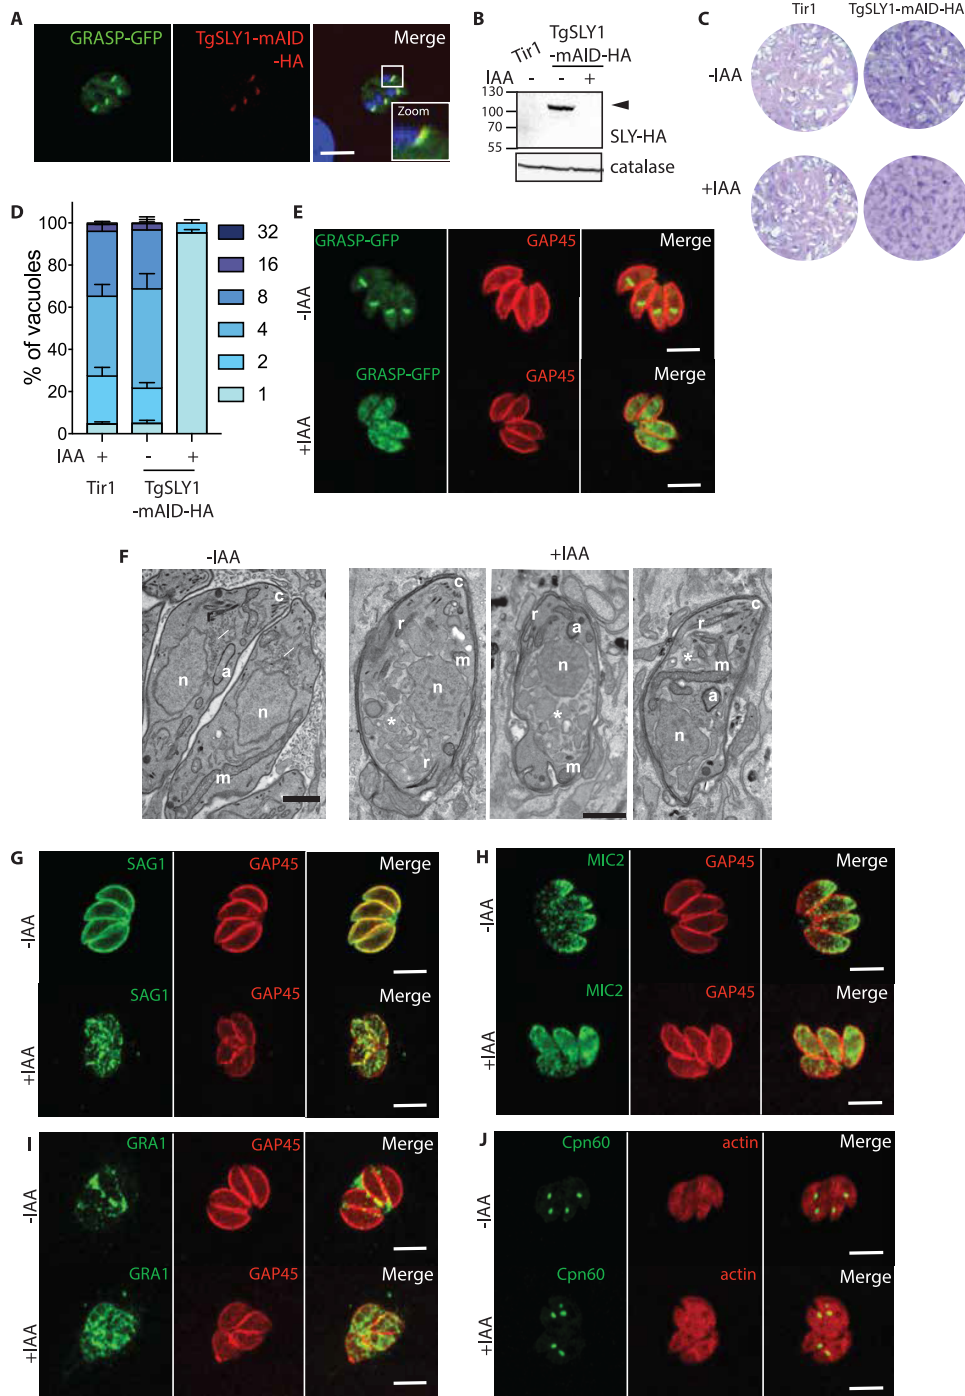 A
GRASP-GFP
TgSLY1-mAID
-HA
Merge
Zoom
B
Tir1
TgSLY1
-mAID-HA
IAA - - +
130
100
70
55
SLY-HA
catalase
C
Tir1
TgSLY1-mAID-HA
-IAA
+IAA
D
% of vacuoles
100
80
60
40
20
0
32
16
8
4
2
1
IAA + - +
Tir1
TgSLY1
-mAID-HA
E
-IAA
GRASP-GFP
GAP45
Merge
+IAA
GRASP-GFP
GAP45
Merge
F
-IAA
+IAA
c
a
n
n
m
r
c
m
n
*
r
r
a
n
*
m
c
r
*
m
a
n
G
-IAA
SAG1
GAP45
Merge
+IAA
SAG1
GAP45
Merge
H
-IAA
MIC2
GAP45
Merge
+IAA
MIC2
GAP45
Merge
I
-IAA
GRA1
GAP45
Merge
+IAA
GRA1
GAP45
Merge
J
-IAA
Cpn60
actin
Merge
+IAA
Cpn60
actin
Merge